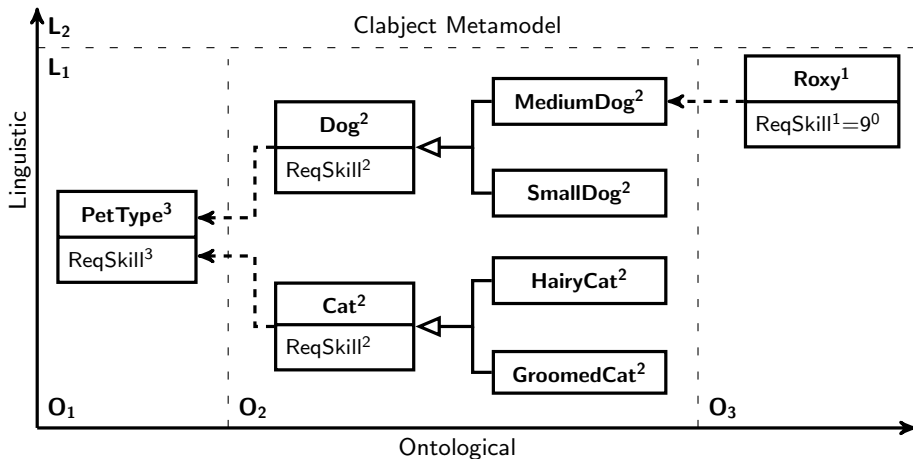 L₂
Clabject Metamodel
L₁
Linguistic
PetType³
ReqSkill³
Dog²
ReqSkill²
Cat²
ReqSkill²
MediumDog²
SmallDog²
HairyCat²
GroomedCat²
Roxy¹
ReqSkill¹=9⁰
O₁
O₂
O₃
Ontological